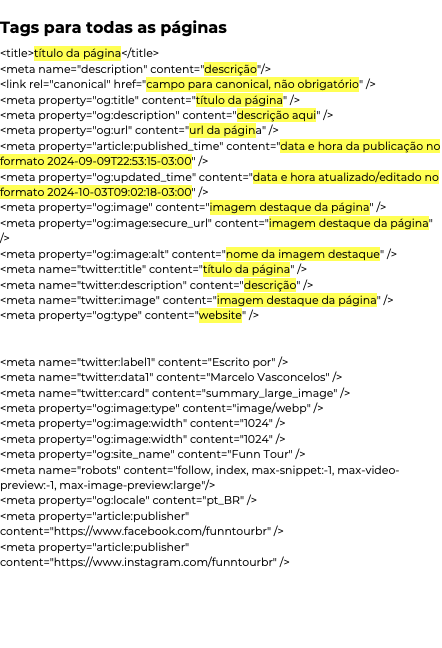 Tags para todas as páginas
<title>título da página</title>
<meta name="description" content="descrição"/>
<link rel="canonical" href="campo para canonical, não obrigatório" />
<meta property="og:title" content="título da página" />
<meta property="og:description" content="descrição aqui" />
<meta property="og:url" content="url da página" />
<meta property="article:published_time" content="data e hora da publicação no
formato 2024-09-09T22:53:15-03:00" />
<meta property="og:updated_time" content="data e hora atualizado/editado no
formato 2024-10-03T09:02:18-03:00" />
<meta property="og:image" content="imagem destaque da página" />
<meta property="og:image:secure_url" content="imagem destaque da página"
/>
<meta property="og:image:alt" content="nome da imagem destaque" />
<meta name="twitter:title" content="título da página" />
<meta name="twitter:description" content="descrição" />
<meta name="twitter:image" content="imagem destaque da página" />
<meta property="og:type" content="website" />
<meta name="twitter:label1" content="Escrito por" />
<meta name="twitter:data1" content="Marcelo Vasconcelos" />
<meta name="twitter:card" content="summary_large_image" />
<meta property="og:image:type" content="image/webp" />
<meta property="og:image:width" content="1024" />
<meta property="og:image:width" content="1024" />
<meta property="og:site_name" content="Funn Tour" />
<meta name="robots" content="follow, index, max-snippet:-1, max-video-
preview:-1, max-image-preview:large"/>
<meta property="og:locale" content="pt_BR" />
<meta property="article:publisher"
content="https://www.facebook.com/funntourbr" />
<meta property="article:publisher"
content="https://www.instagram.com/funntourbr" />